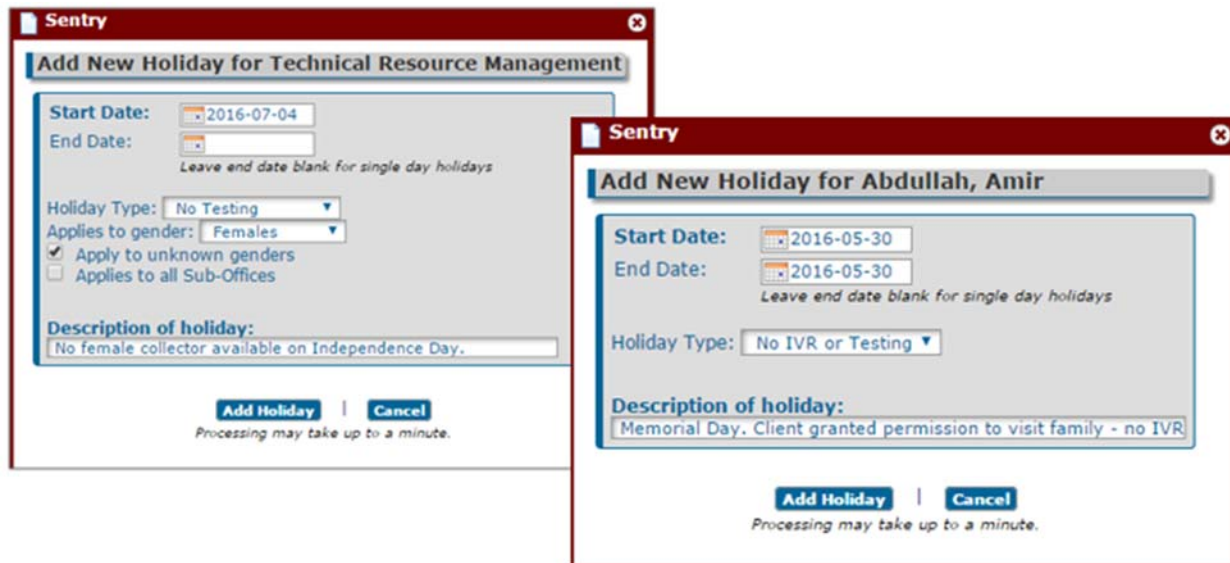 Sentry
Add New Holiday for Technical Resource Management
Start Date: 2016-07-04
End Date:
Leave end date blank for single day holidays
Holiday Type: No Testing
Applies to gender: Females
Apply to unknown genders
Applies to all Sub-Offices
Description of holiday:
No female collector available on Independence Day.
Add Holiday | Cancel
Processing may take up to a minute.
Sentry
Add New Holiday for Abdullah, Amir
Start Date: 2016-05-30
End Date: 2016-05-30
Leave end date blank for single day holidays
Holiday Type: No IVR or Testing
Description of holiday:
Memorial Day. Client granted permission to visit family - no IVR
Add Holiday | Cancel
Processing may take up to a minute.